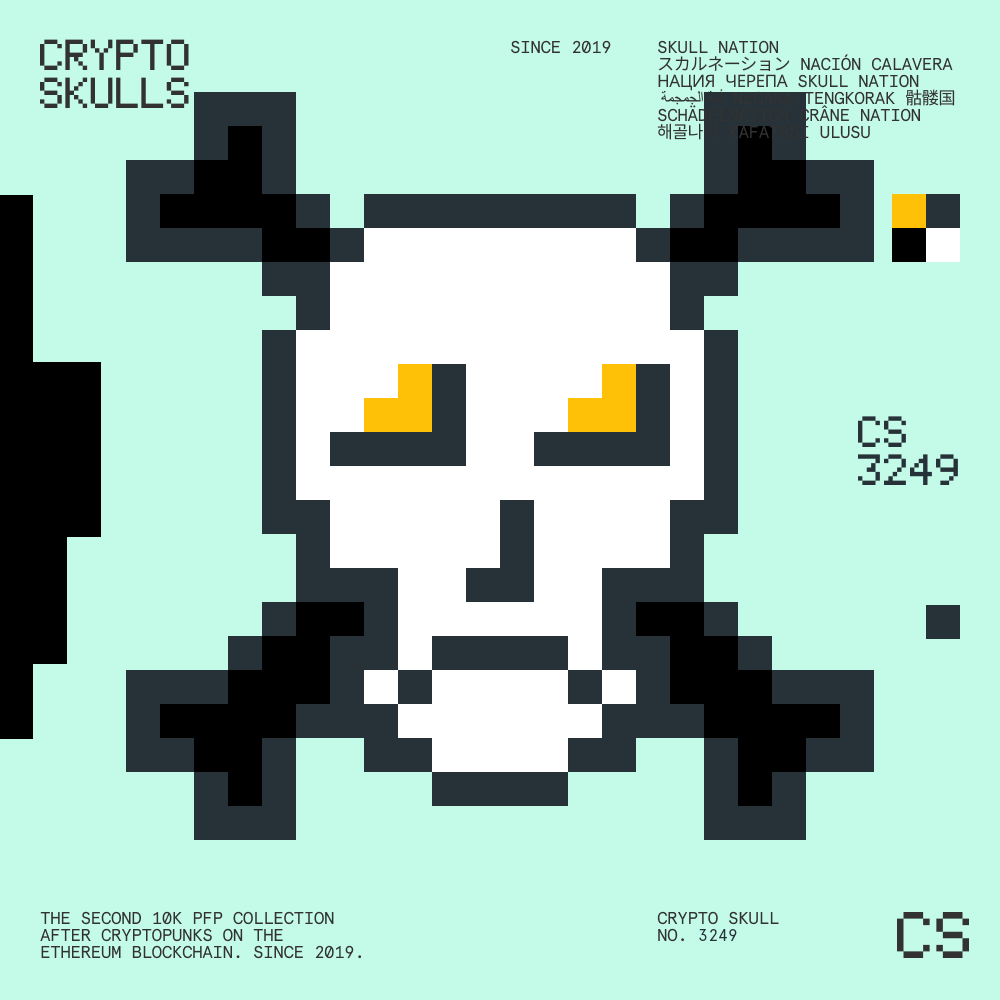 CRYPTO
SKULLS
SINCE 2019
SKULL NATION
スカルネーション NACIÓN CALAVERA
НАЦИЯ ЧЕРЕПА SKULL NATION
TENGKORAK 骷髅国
CRÂNE NATION
해골 ULUSU
CS
3249
THE SECOND 10K PFP COLLECTION
AFTER CRYPTOPUNKS ON THE
ETHEREUM BLOCKCHAIN. SINCE 2019.
CRYPTO SKULL
NO. 3249
CS